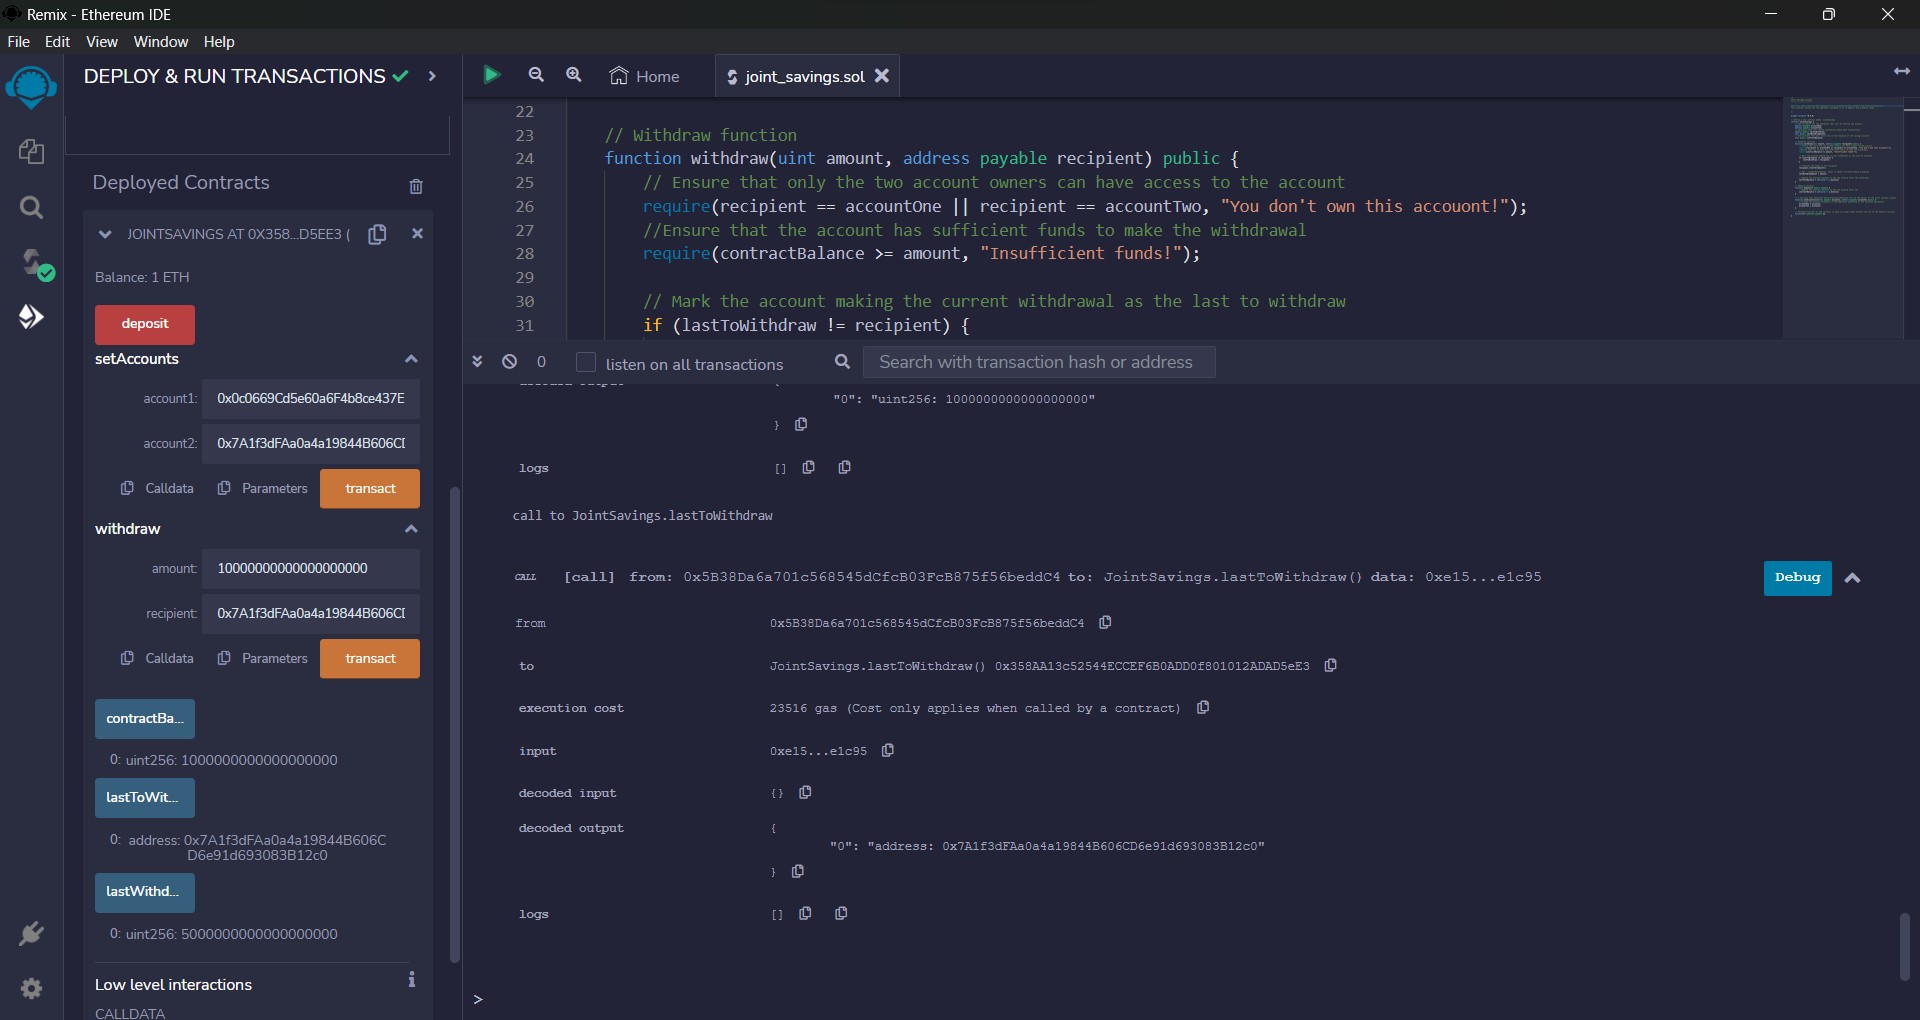 Remix - Ethereum IDE
File Edit View Window Help
DEPLOY & RUN TRANSACTIONS
Deployed Contracts
JOINTSAVINGS AT 0X358...D5EE3 (
Balance: 1 ETH
deposit
setAccounts
account1: 0x0c0669Cd5e60a6F4b8ce437E
account2: 0x7A1f3dFAa0a4a19844B606C
Calldata Parameters transact
withdraw
amount: 10000000000000000000
recipient: 0x7A1f3dFAa0a4a19844B606C
Calldata Parameters transact
contractBa...
0: uint256: 1000000000000000000
lastToWit...
0: address: 0x7A1f3dFAa0a4a19844B606C
D6e91d693083B12c0
lastWithd...
0: uint256: 5000000000000000000
Low level interactions
CALLDATA
Home joint_savings.sol
22
23 // Withdraw function
24 function withdraw(uint amount, address payable recipient) public {
25 // Ensure that only the two account owners can have access to the account
26 require(recipient == accountOne || recipient == accountTwo, "You don't own this accouont!");
27 //Ensure that the account has sufficient funds to make the withdrawal
28 require(contractBalance >= amount, "Insufficient funds!");
29
30 // Mark the account making the current withdrawal as the last to withdraw
31 if (lastToWithdraw != recipient) {
0 listen on all transactions Search with transaction hash or address
"0": "uint256: 1000000000000000000"
}
logs []
call to JointSavings.lastToWithdraw
CALL [call] from: 0x5B38Da6a701c568545dCfcB03FcB875f56beddC4 to: JointSavings.lastToWithdraw() data: 0xe15...e1c95 Debug
from 0x5B38Da6a701c568545dCfcB03FcB875f56beddC4
to JointSavings.lastToWithdraw() 0x358AA13c52544ECCEF6B0ADD0f801012ADAD5eE3
execution cost 23516 gas (Cost only applies when called by a contract)
input 0xe15...e1c95
decoded input {}
decoded output {
"0": "address: 0x7A1f3dFAa0a4a19844B606CD6e91d693083B12c0"
}
logs []
>